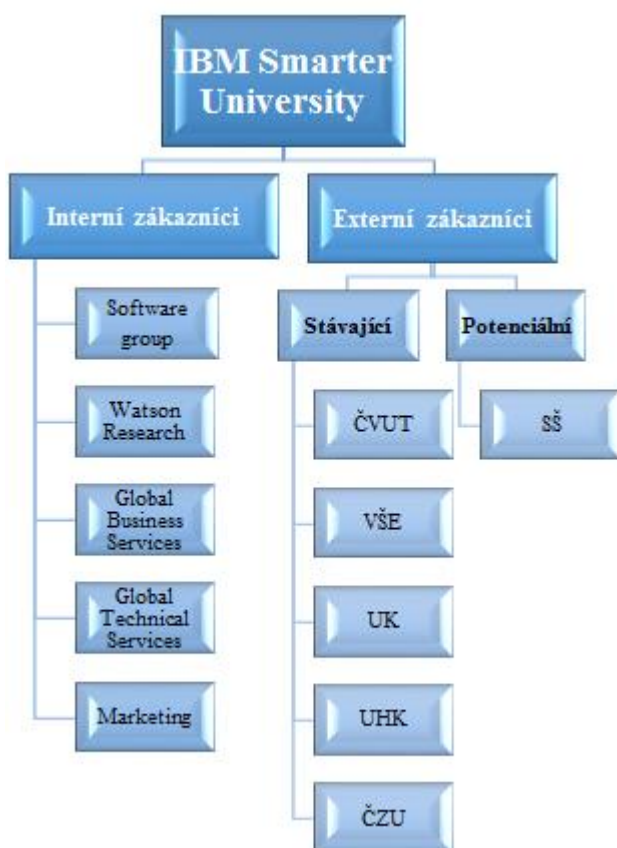 IBM Smarter
University
Interní zákazníci
Externí zákazníci
Software
group
Watson
Research
Global
Business
Services
Global
Technical
Services
Marketing
Stávající
Potenciální
ČVUT
SŠ
VŠE
UK
UHK
ČZU